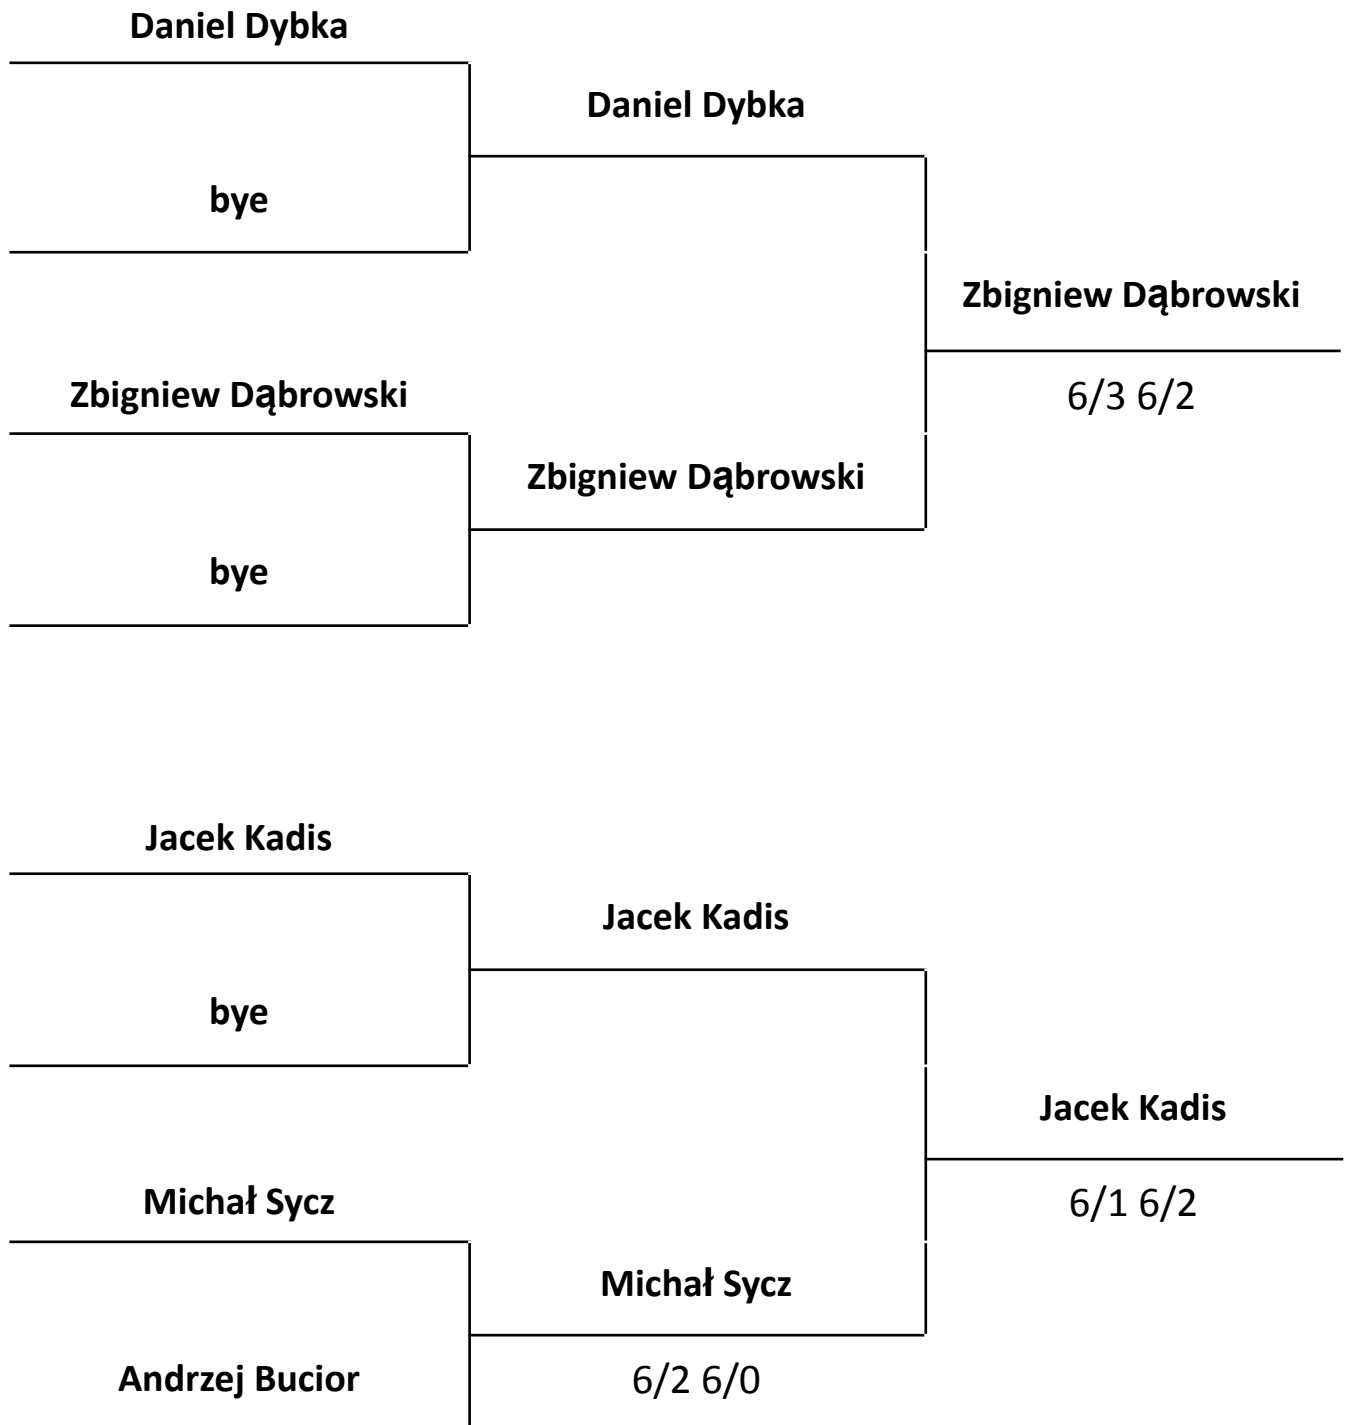 Daniel Dybka
Daniel Dybka
bye
Zbigniew Dąbrowski
Zbigniew Dąbrowski
6/3 6/2
Zbigniew Dąbrowski
bye
Jacek Kadis
Jacek Kadis
bye
Jacek Kadis
Michał Sycz
6/1 6/2
Michał Sycz
Andrzej Bucior
6/2 6/0